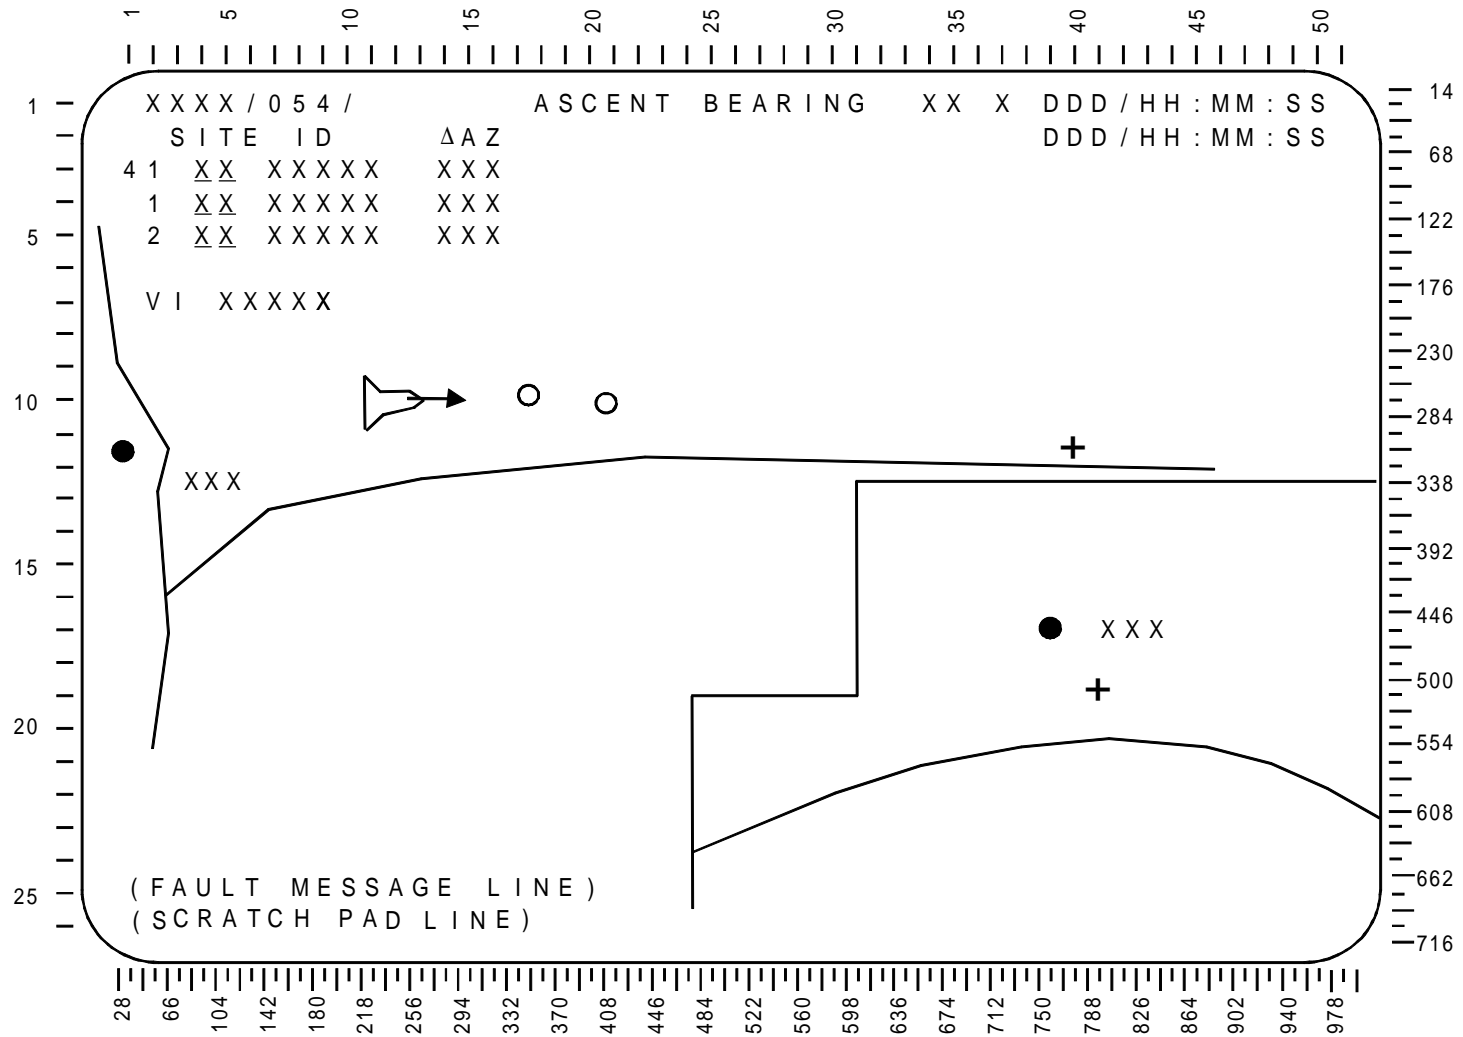 1 5 10 15 20 25 30 35 40 45 50
1 XXXX/054/ ASCENT BEARING XX X DDD/HH:MM:SS 14
SITE ID ΔAZ DDD/HH:MM:SS 68
41 XX XXXXX XXX
1 XX XXXXX XXX 122
5 2 XX XXXXX XXX
VI XXXXX 176
230
10 284
XXX 338
392
15
XXX 446
500
20 554
608
662
25 (FAULT MESSAGE LINE)
(SCRATCH PAD LINE)
716
28 66 104 142 180 218 256 294 332 370 408 446 484 522 560 598 636 674 712 750 788 826 864 902 940 978